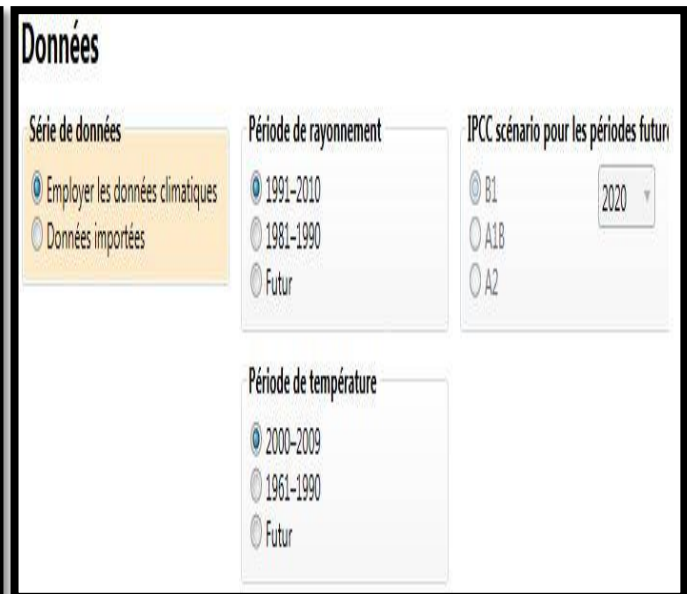 Données
Série de données
Employer les données climatiques
Données importées
Période de rayonnement
1991–2010
1981–1990
Futur
IPCC scénario pour les périodes future
B1
A1B
A2
2020
Période de température
2000–2009
1961–1990
Futur